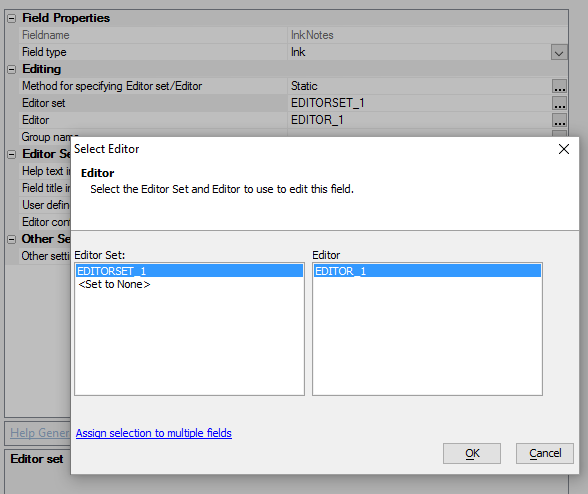 Field Properties
Fieldname InkNotes
Field type Ink
Editing
Method for specifying Editor set/Editor Static
Editor set EDITORSET_1
Editor EDITOR_1
Group name
Select Editor
Editor Se
Editor
Help text in
Select the Editor Set and Editor to use to edit this field.
Field title in
User defin
Editor cont
Other Se
Other setti
Editor Set: Editor
EDITORSET_1 EDITOR_1
<Set to None>
Help Gener
Assign selection to multiple fields
Editor set
OK Cancel